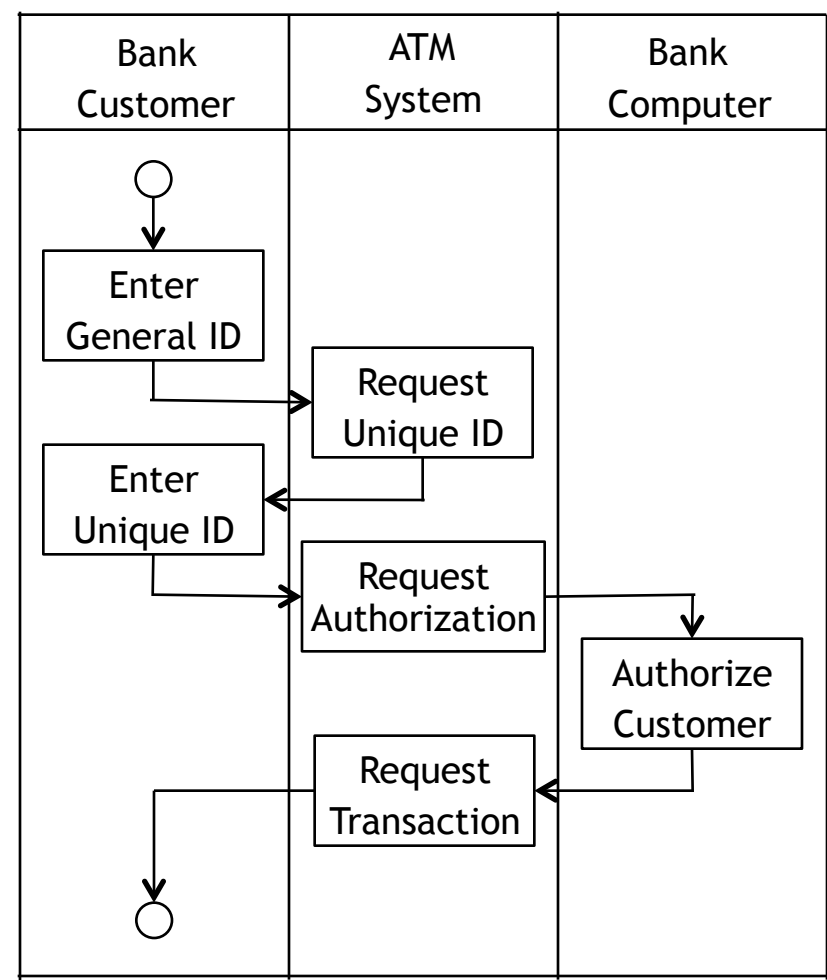 Bank
Customer
ATM
System
Bank
Computer
Enter
General ID
Request
Unique ID
Enter
Unique ID
Request
Authorization
Authorize
Customer
Request
Transaction